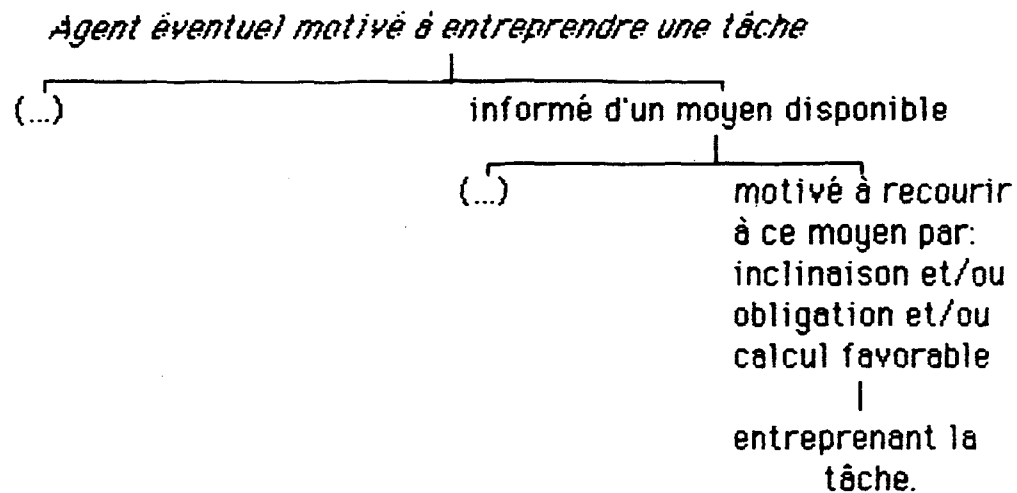 Agent éventuel motivé à entreprendre une tâche
(...)
informé d'un moyen disponible
(...)
motivé à recourir
à ce moyen par:
inclinaison et/ou
obligation et/ou
calcul favorable
entreprenant la
tâche.